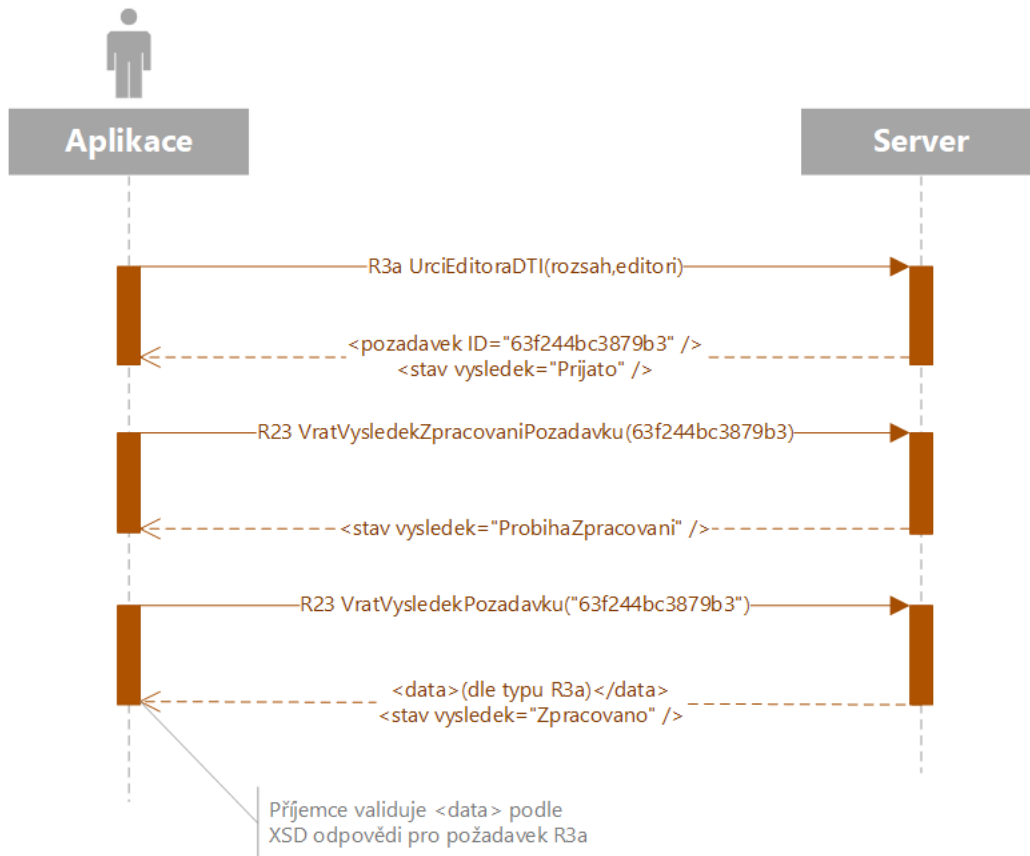 Aplikace
Server
R3a UrciEditoraDTI(rozsah,editori)
<pozadavek ID="63f244bc3879b3" />
<stav vysledek="Prijato" />
R23 VratVysledekZpracovaniPozadavku(63f244bc3879b3)
<stav vysledek="ProbihaZpracovani" />
R23 VratVysledekPozadavku("63f244bc3879b3")
<data>(dle typu R3a)</data>
<stav vysledek="Zpracovano" />
Příjemce validuje <data> podle
XSD odpovědi pro požadavek R3a